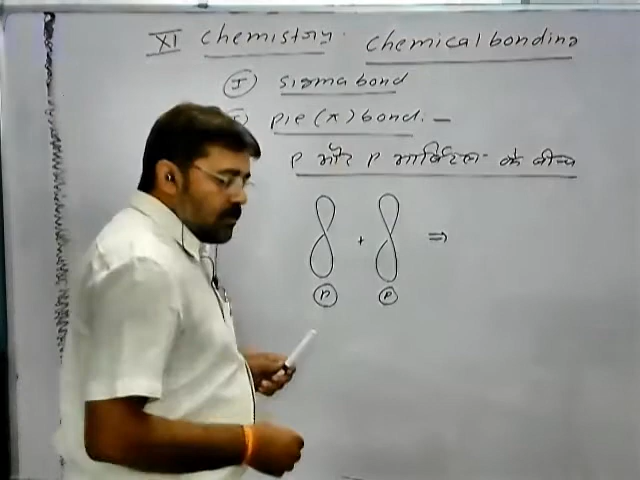 XI Chemistry. Chemical bonding
(I) sigma bond
pie (π) bond. -
P और P आर्बिटल के बीच
+ ⇒
P P